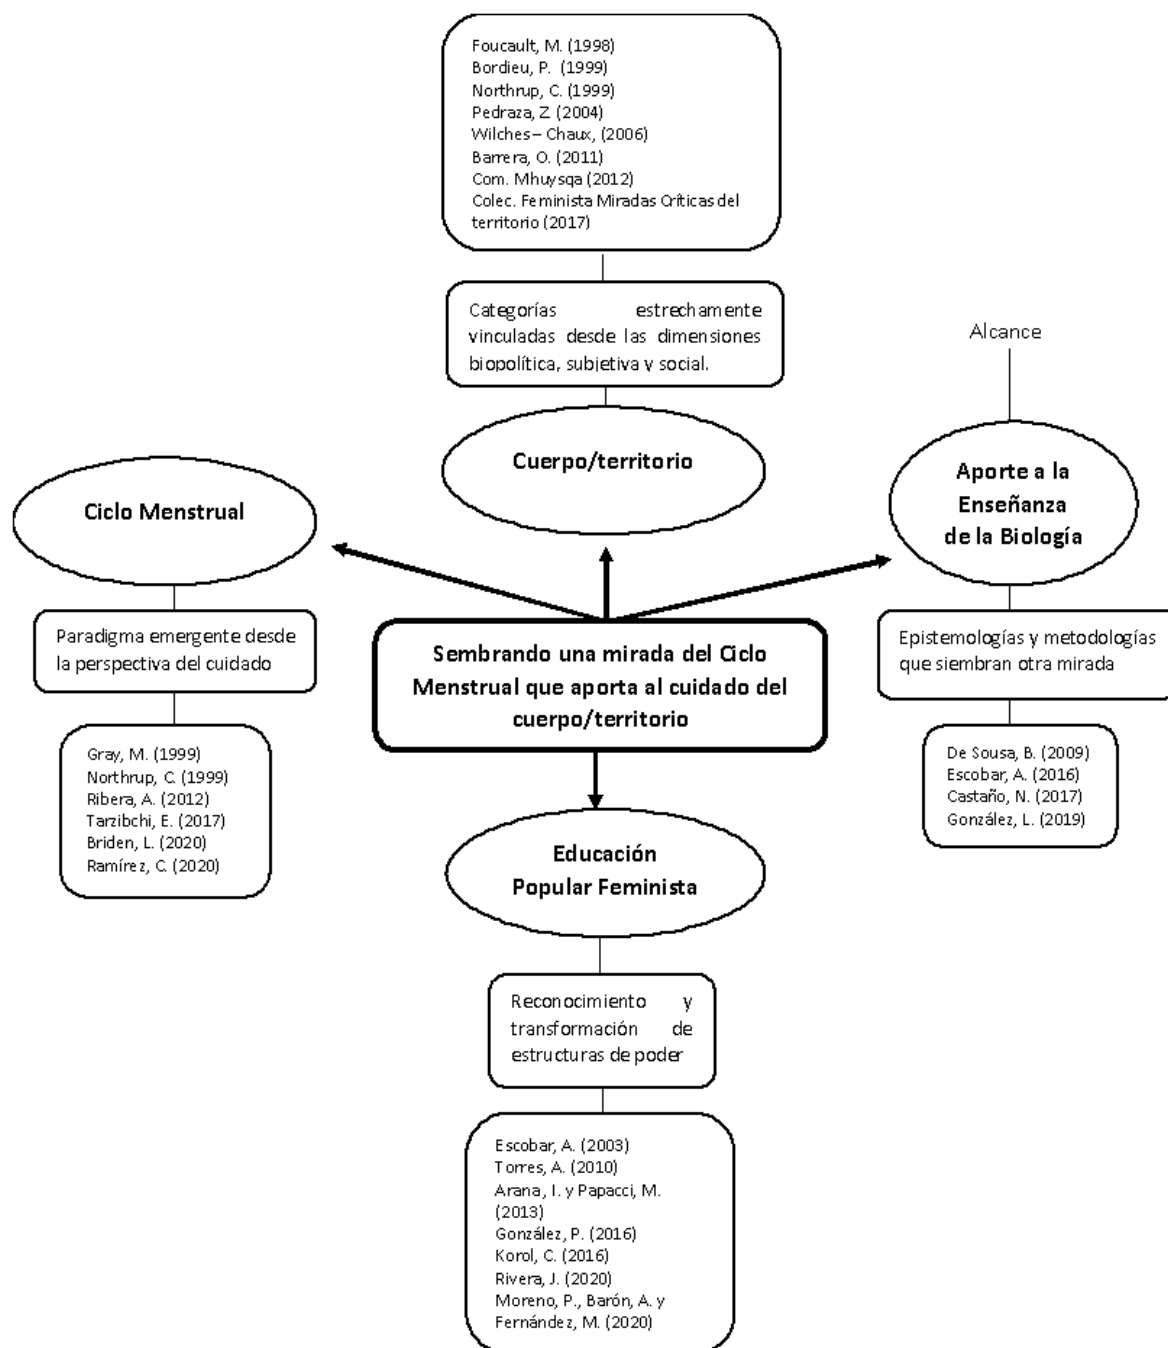 Foucault, M. (1998)
Bordieu, P. (1999)
Northrup, C. (1999)
Pedraza, Z (2004)
Wilches – Chaux, (2006)
Barrera, O. (2011)
Com. Mhuysqa (2012)
Colec. Feminista Miradas Críticas del
territorio (2017)
Categorías estrechamente
vinculadas desde las dimensiones
biopolítica, subjetiva y social.
Alcance
Cuerpo/territorio
Aporte a la
Enseñanza
de la Biología
Ciclo Menstrual
Paradigma emergente desde
la perspectiva del cuidado
Sembrando una mirada del Ciclo
Menstrual que aporta al cuidado del
cuerpo/territorio
Epistemologías y metodologías
que siembran otra mirada
Gray, M. (1999)
Northrup, C. (1999)
Ribera, A. (2012)
Tarzibchi, E. (2017)
Briden, L. (2020)
Ramírez, C. (2020)
De Sousa, B. (2009)
Escobar, A. (2016)
Castaño, N. (2017)
González, L. (2019)
Educación
Popular Feminista
Reconocimiento y
transformación de
estructuras de poder
Escobar, A. (2003)
Torres, A. (2010)
Arana, I. y Papacci, M.
(2013)
González, P. (2016)
Korol, C. (2016)
Rivera, J. (2020)
Moreno, P., Barón, A. y
Fernández, M. (2020)